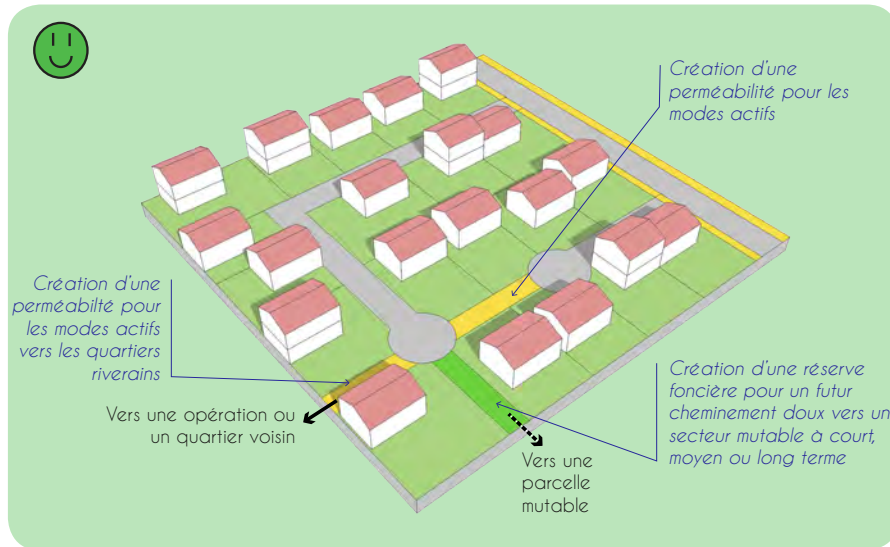 Création d'une
perméabilité pour les
modes actifs
Création d'une
perméabilté pour
les modes actifs
vers les quartiers
riverains
Vers une opération ou
un quartier voisin
Création d'une réserve
foncière pour un futur
cheminement doux vers un
secteur mutable à court,
moyen ou long terme
Vers une
parcelle
mutable